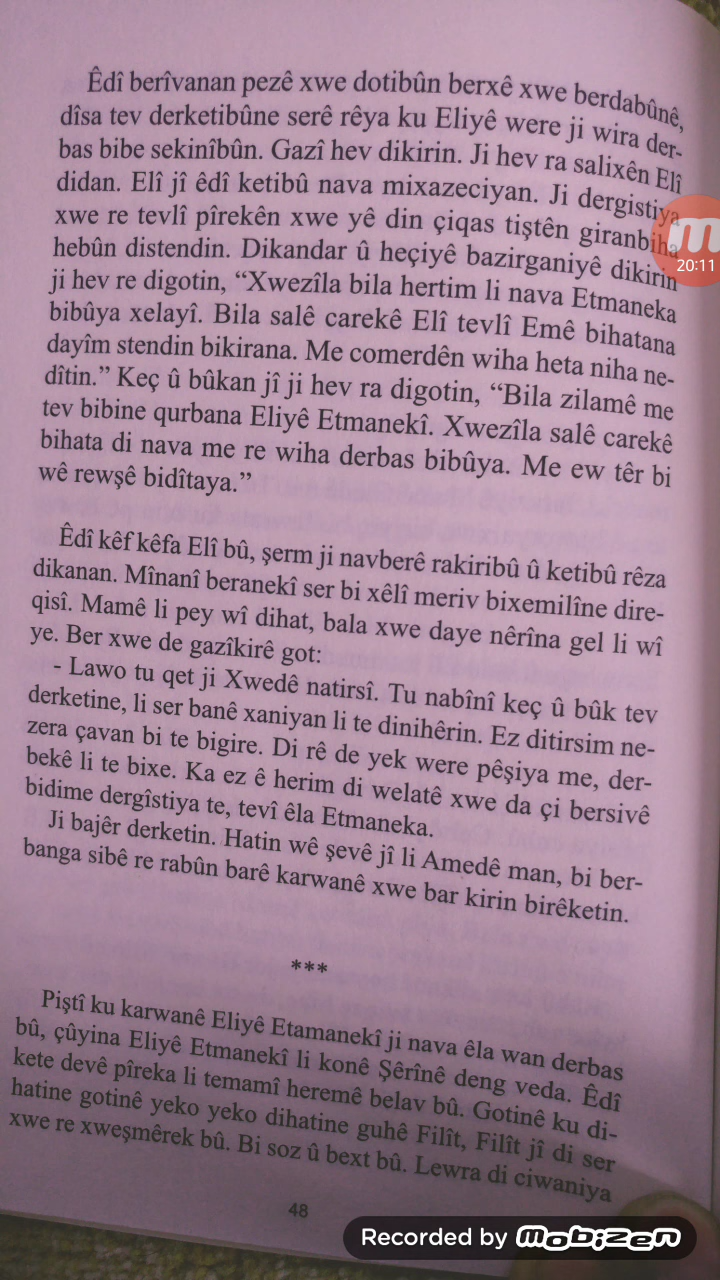 Êdî berîvanan pezê xwe dotibûn berxê xwe berdabûnê,
dîsa tev derketibûne serê rêya ku Eliyê were ji wira der-
bas bibe sekinîbûn. Gazî hev dikirin. Ji hev ra salixên Elî
didan. Elî jî êdî ketibû nava mixazeciyan. Ji dergistiya
xwe re tevlî pîrekên xwe yê din çiqas tiştên giranbiha
hebûn distendin. Dikandar û heçiyê bazirganiyê dikirin
ji hev re digotin, “Xwezîla bila hertim li nava Etmaneka
bibûya xelayî. Bila salê carekê Elî tevlî Emê bihatana
dayîm stendin bikirana. Me comerdên wiha heta niha ne-
dîtin.” Keç û bûkan jî ji hev ra digotin, “Bila zilamê me
tev bibine qurbana Eliyê Etmanekî. Xwezîla salê carekê
bihata di nava me re wiha derbas bibûya. Me ew têr bi
wê rewşê bidîtaya.”
Êdî kêf kêfa Elî bû, şerm ji navberê rakiribû û ketibû rêza
dikanan. Mînanî beranekî ser bi xêlî meriv bixemilîne dire-
qisî. Mamê li pey wî dihat, bala xwe daye nêrîna gel li wî
ye. Ber xwe de gazîkirê got:
- Lawo tu qet ji Xwedê natirsî. Tu nabînî keç û bûk tev
derketine, li ser banê xaniyan li te dinihêrin. Ez ditirsim ne-
zera çavan bi te bigire. Di rê de yek were pêşiya me, der-
bekê li te bixe. Ka ez ê herim di welatê xwe da çi bersivê
bidime dergîstiya te, tevî êla Etmaneka.
Ji bajêr derketin. Hatin wê şevê jî li Amedê man, bi ber-
banga sibê re rabûn barê karwanê xwe bar kirin birêketin.
***
Piştî ku karwanê Eliyê Etamanekî ji nava êla wan derbas
bû, çûyina Eliyê Etmanekî li konê Şêrînê deng veda. Êdî
kete devê pîreka li temamî heremê belav bû. Gotinê ku di-
hatine gotinê yeko yeko dihatine guhê Filît, Filît jî di ser
xwe re xweşmêrek bû. Bi soz û bext bû. Lewra di ciwaniya
48
20:11
Recorded by mobizen